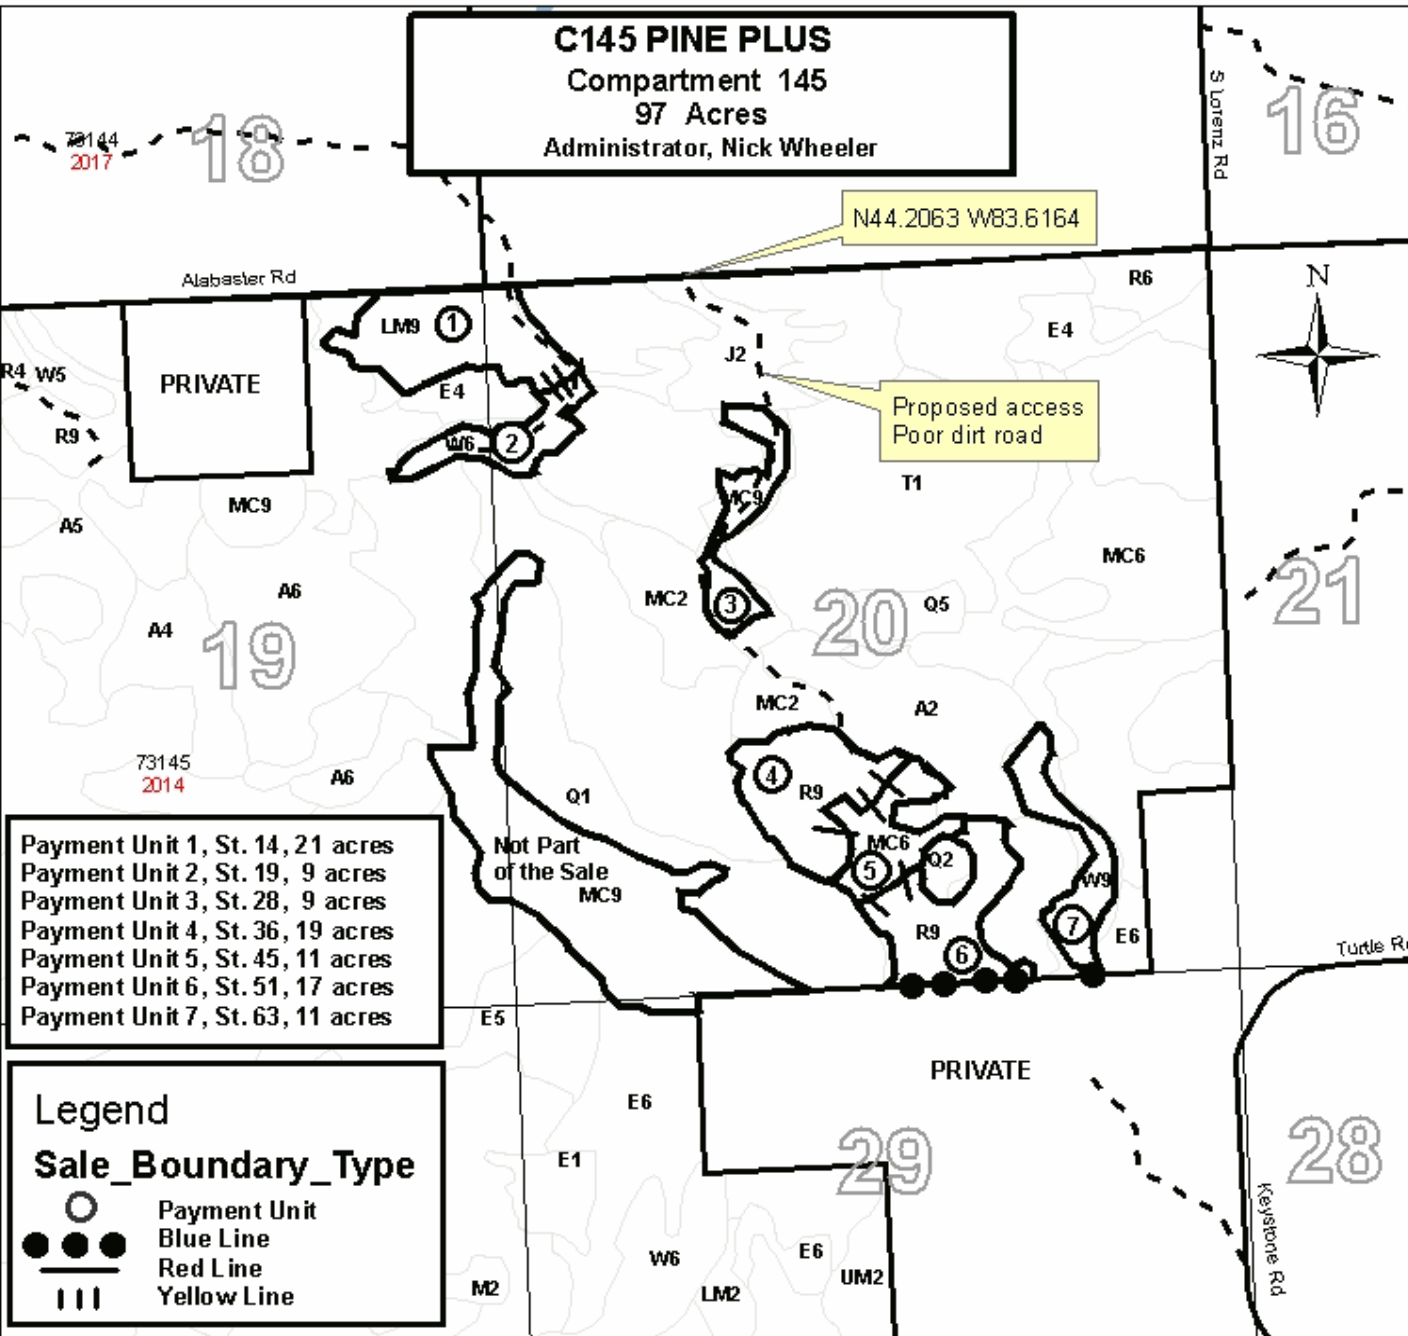 C145 PINE PLUS
Compartment 145
97 Acres
Administrator, Nick Wheeler
18
73144
2017
16
S Lorenz Rd
N44.2063 W83.6164
Alabaster Rd
R6
N
LM9
1
E4
J2
R4 W5
PRIVATE
E4
Proposed access
Poor dirt road
R9
W6
2
T1
MC9
MC9
A5
MC6
21
A6
MC2
3
20
Q5
A4
19
MC2
A2
73145
2014
A6
4
R9
Q1
Not Part
of the Sale
MC9
MC6
5
Q2
W9
7
R9
6
E6
Turtle Rd
Payment Unit 1, St. 14, 21 acres
Payment Unit 2, St. 19, 9 acres
Payment Unit 3, St. 28, 9 acres
Payment Unit 4, St. 36, 19 acres
Payment Unit 5, St. 45, 11 acres
Payment Unit 6, St. 51, 17 acres
Payment Unit 7, St. 63, 11 acres
E5
PRIVATE
E6
29
28
E1
Keystone Rd
W6
E6
UM2
M2
LM2
Legend
Sale_Boundary_Type
Payment Unit
Blue Line
Red Line
Yellow Line